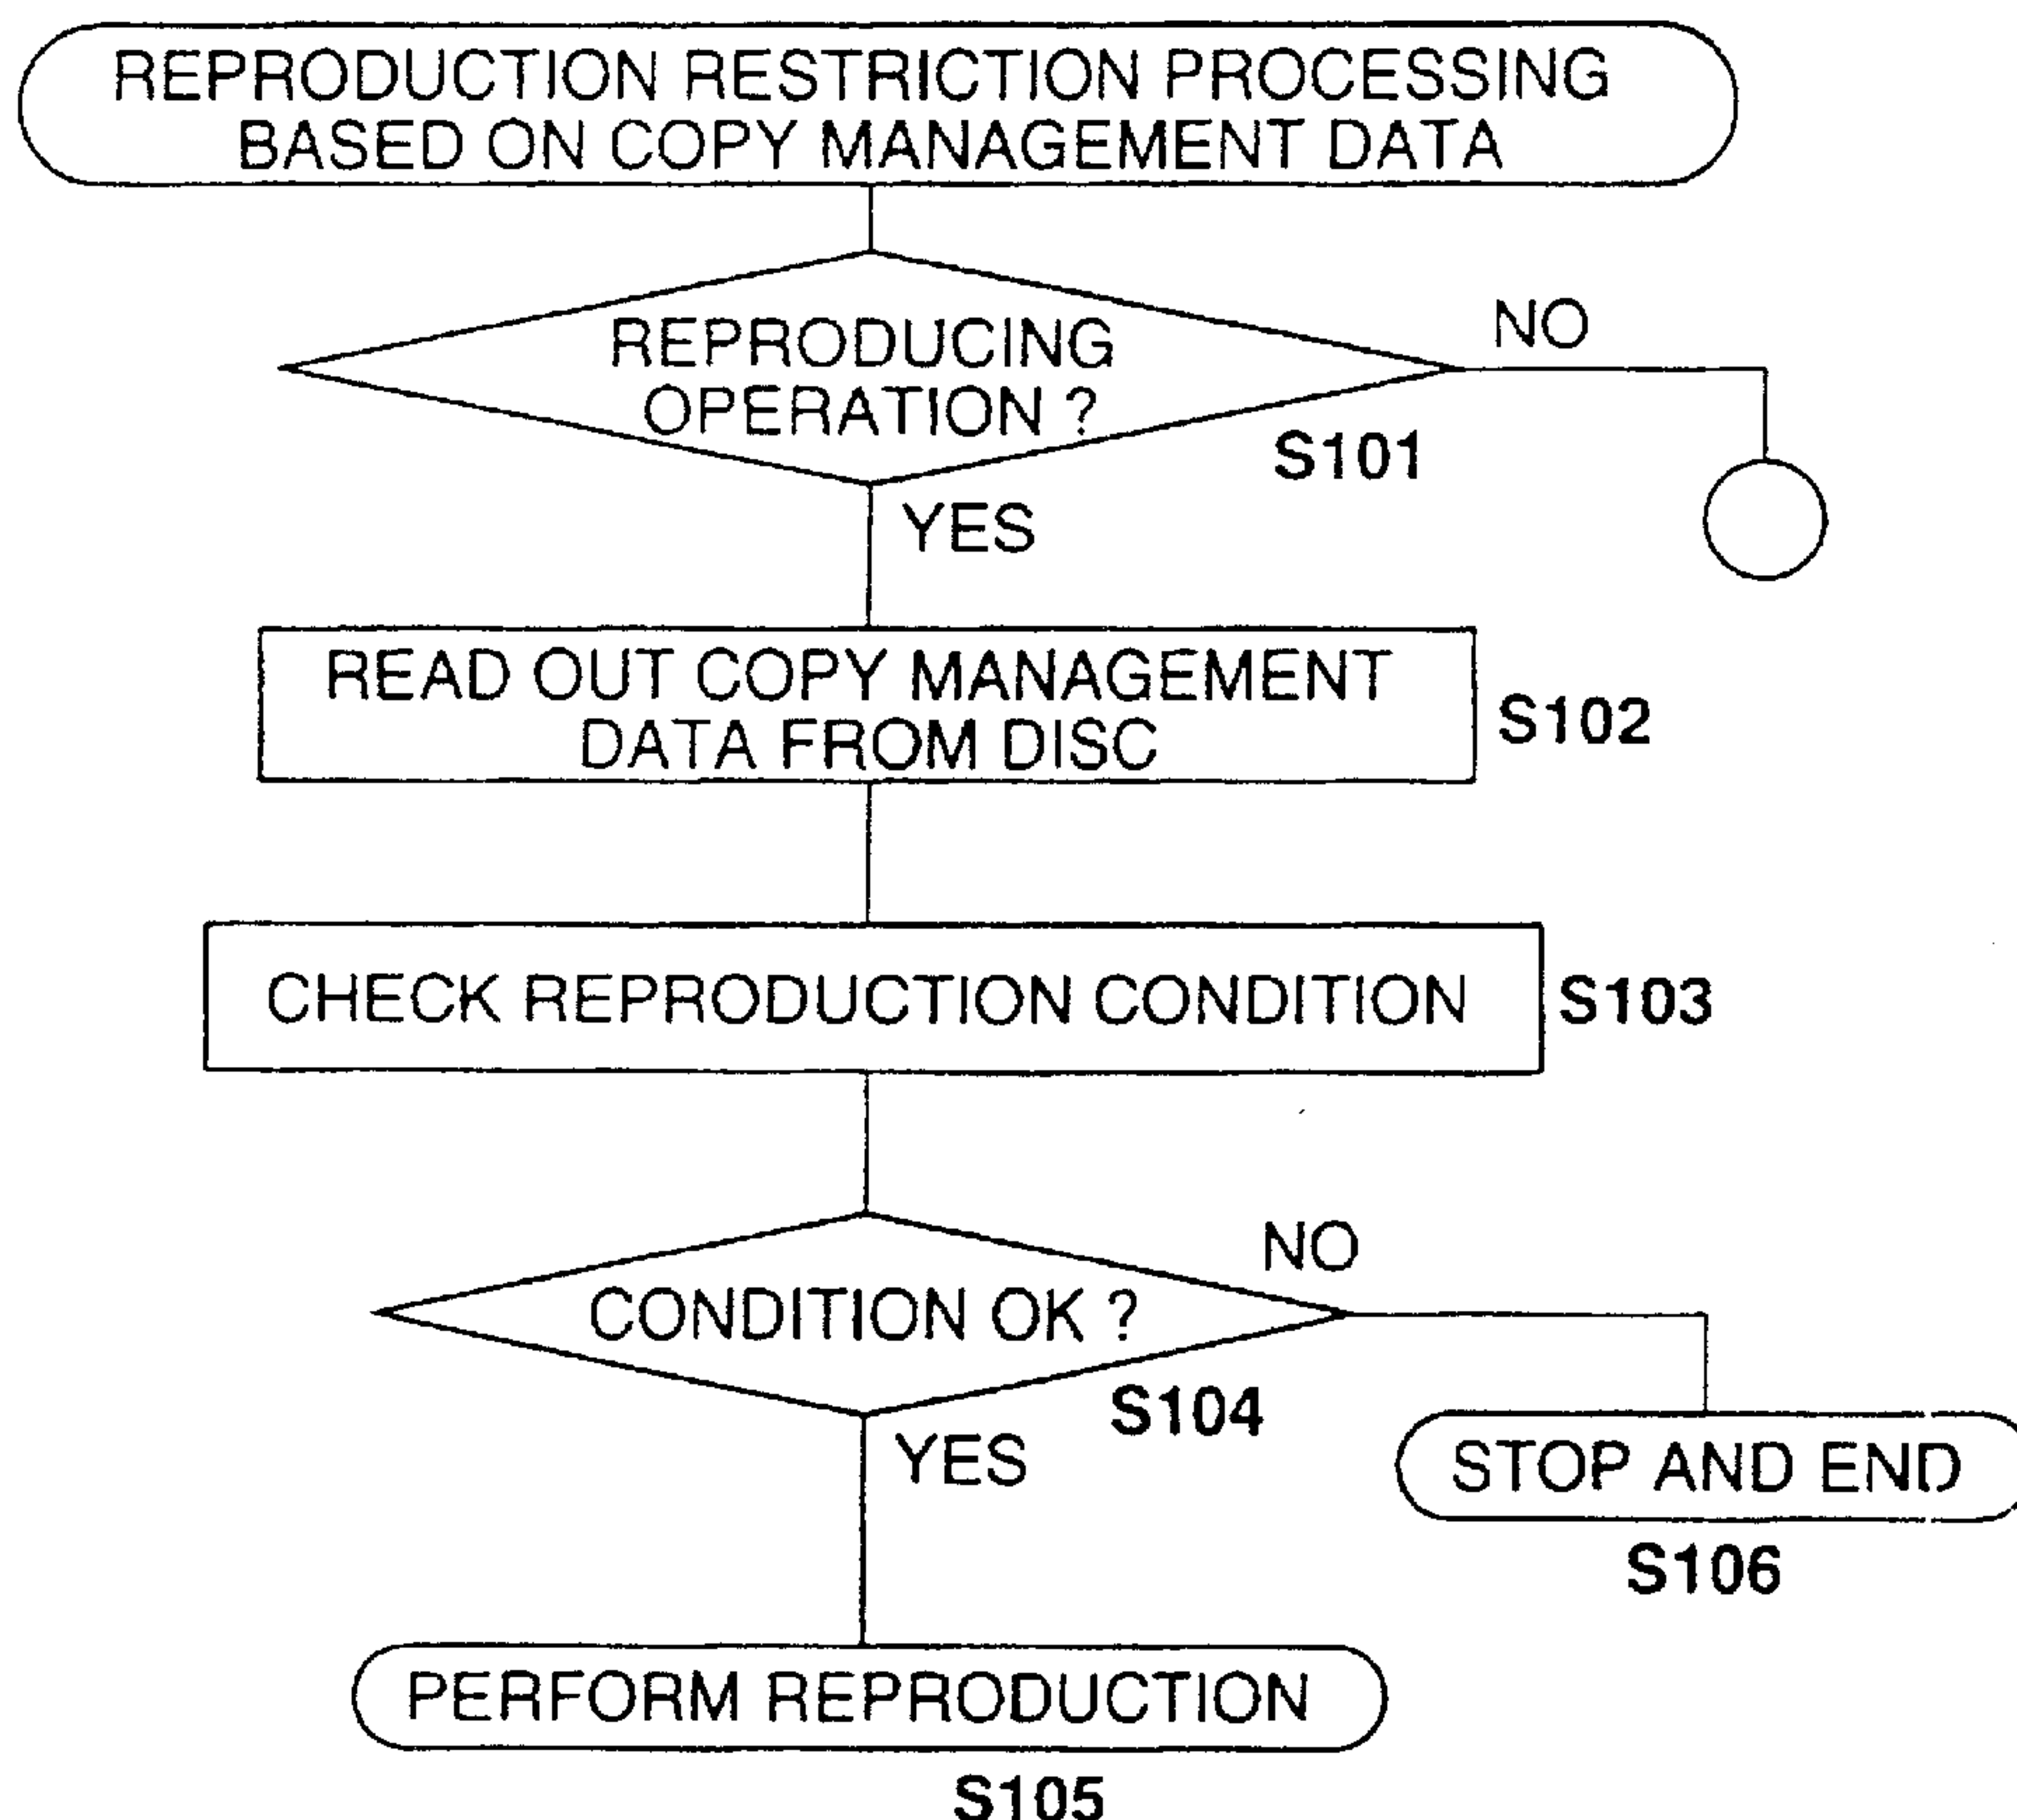 REPRODUCTION RESTRICTION PROCESSING
BASED ON COPY MANAGEMENT DATA
REPRODUCING
OPERATION ?
NO
S101
YES
READ OUT COPY MANAGEMENT
DATA FROM DISC
S102
CHECK REPRODUCTION CONDITION
S103
CONDITION OK ?
NO
S104
YES
STOP AND END
S106
PERFORM REPRODUCTION
S105